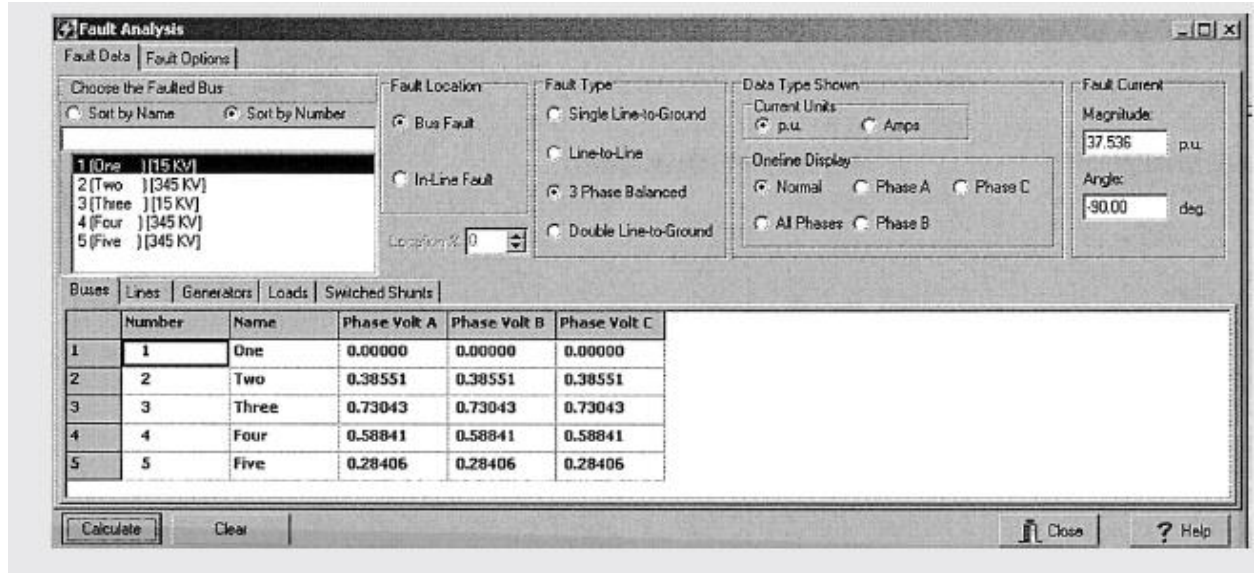 Fault Analysis
Fault Data Fault Options
Choose the Faulted Bus
Sort by Name Sort by Number
1 (One ) [15 KV]
2 (Two ) [345 KV]
3 (Three ) [15 KV]
4 (Four ) [345 KV]
5 (Five ) [345 KV]
Fault Location
Bus Fault
In-Line Fault
Location % 0
Fault Type
Single Line-to-Ground
Line-to-Line
3 Phase Balanced
Double Line-to-Ground
Data Type Shown
Current Units
p.u. Amps
Oneline Display
Normal Phase A Phase C
All Phases Phase B
Fault Current
Magnitude:
37.536 p.u.
Angle:
-90.00 deg.
Buses Lines Generators Loads Switched Shunts
Number Name Phase Volt A Phase Volt B Phase Volt C
1 1 One 0.00000 0.00000 0.00000
2 2 Two 0.38551 0.38551 0.38551
3 3 Three 0.73043 0.73043 0.73043
4 4 Four 0.58841 0.58841 0.58841
5 5 Five 0.28406 0.28406 0.28406
Calculate Clear Close ? Help